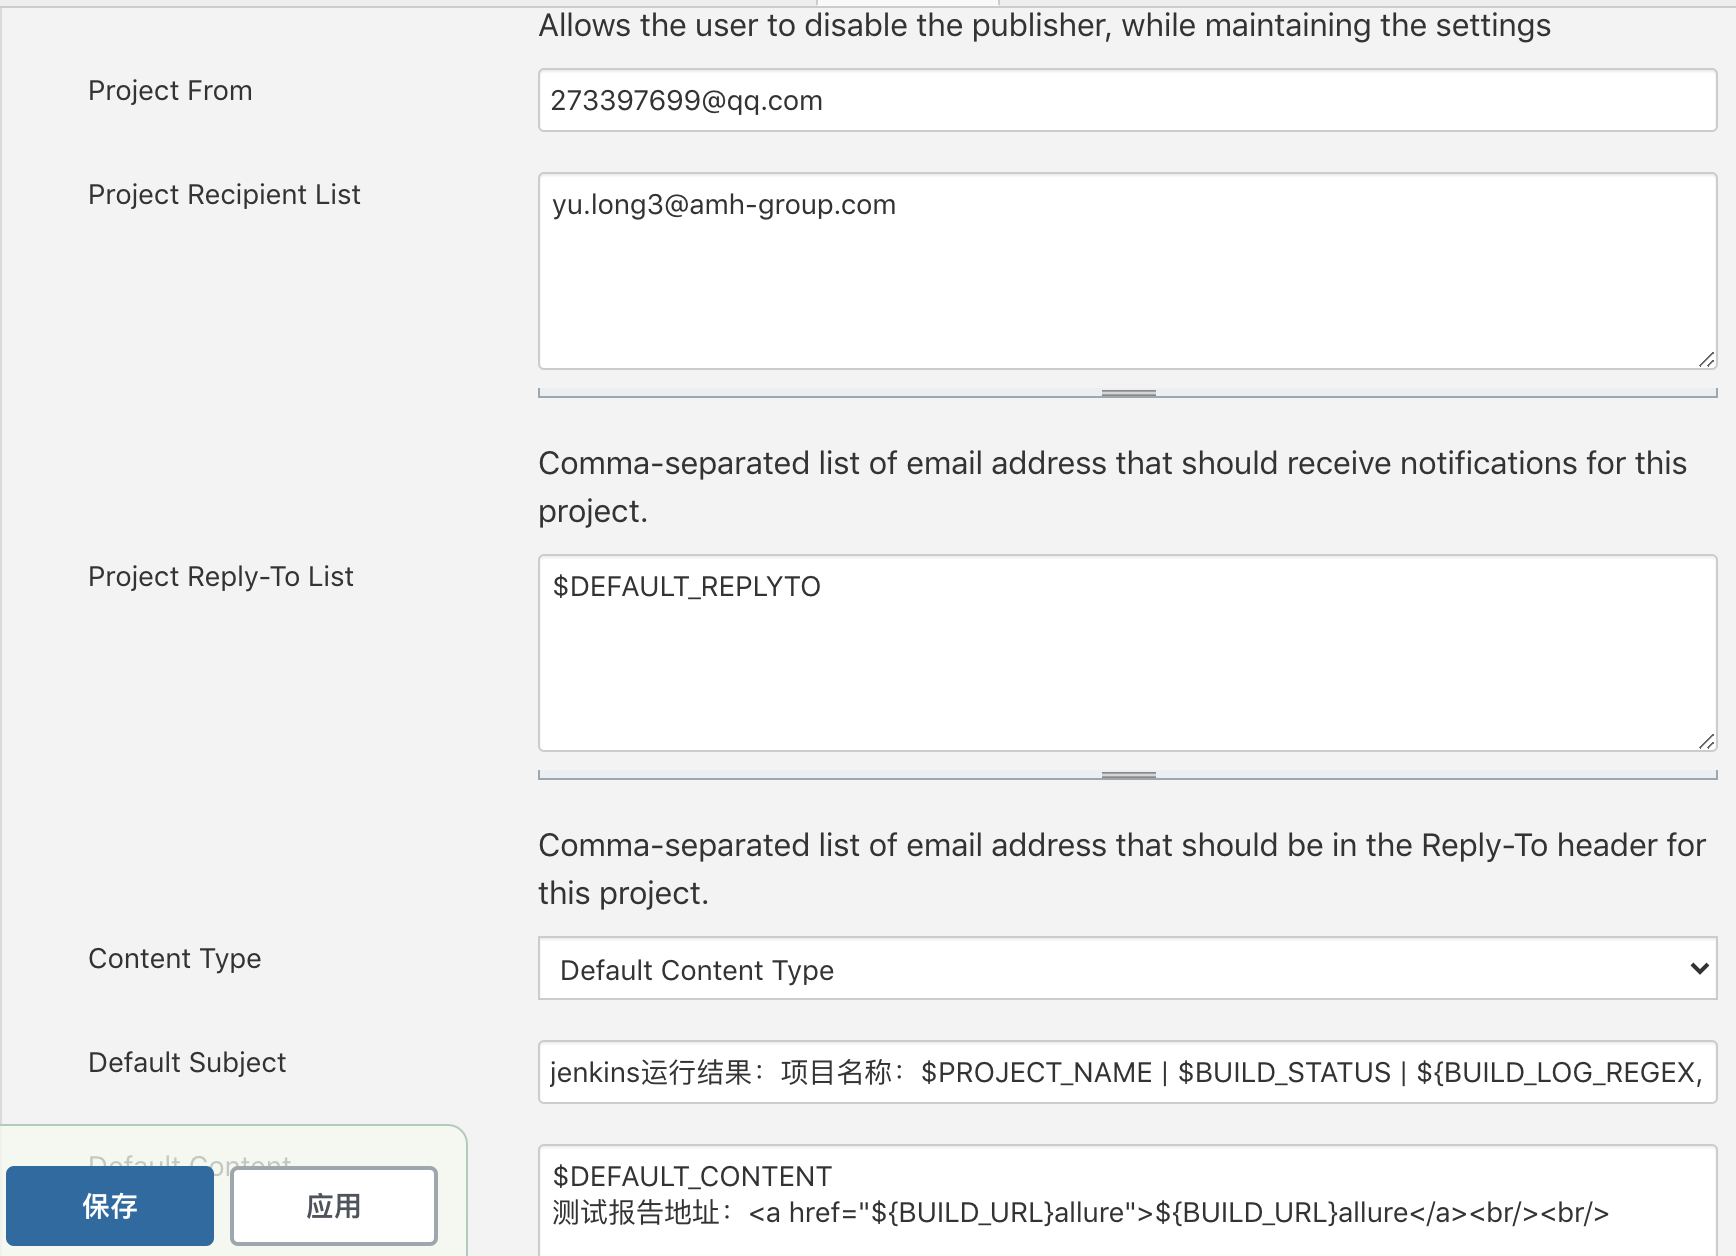 Allows the user to disable the publisher, while maintaining the settings
Project From
273397699@qq.com
Project Recipient List
yu.long3@amh-group.com
Comma-separated list of email address that should receive notifications for this
project.
Project Reply-To List
$DEFAULT_REPLYTO
Comma-separated list of email address that should be in the Reply-To header for
this project.
Content Type
Default Content Type
Default Subject
jenkins运行结果：项目名称：$PROJECT_NAME | $BUILD_STATUS | ${BUILD_LOG_REGEX,
Default Content
$DEFAULT_CONTENT
测试报告地址：<a href="${BUILD_URL}allure">${BUILD_URL}allure</a><br/><br/>
保存
应用